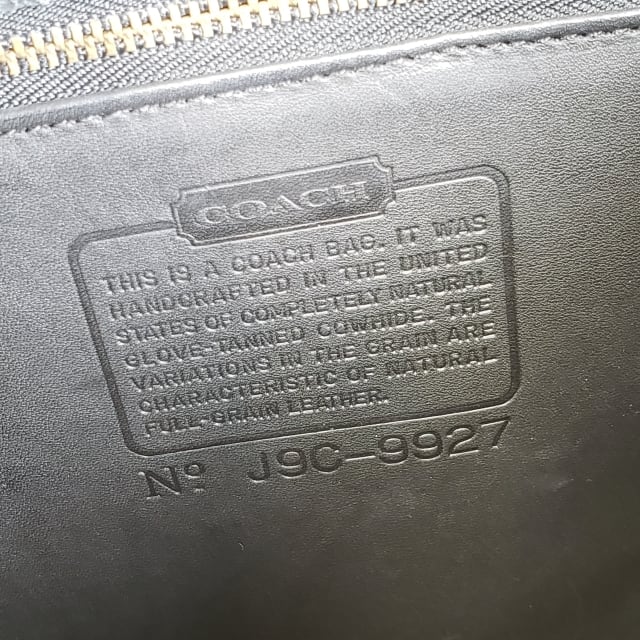 COACH
THIS IS A COACH BAG. IT WAS
HANDCRAFTED IN THE UNITED
STATES OF COMPLETELY NATURAL
GLOVE-TANNED COWHIDE. THE
VARIATIONS IN THE GRAIN ARE
CHARACTERISTIC OF NATURAL
FULL-GRAIN LEATHER.
Nº J9C-9927